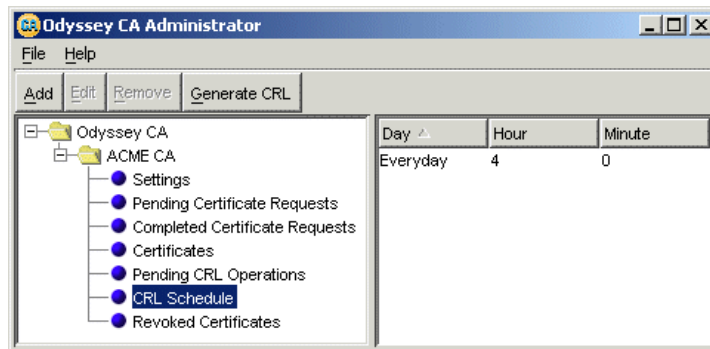 Odyssey CA Administrator
File Help
Add Edit Remove Generate CRL
Odyssey CA
ACME CA
Settings
Pending Certificate Requests
Completed Certificate Requests
Certificates
Pending CRL Operations
CRL Schedule
Revoked Certificates
Day Hour Minute
Everyday 4 0